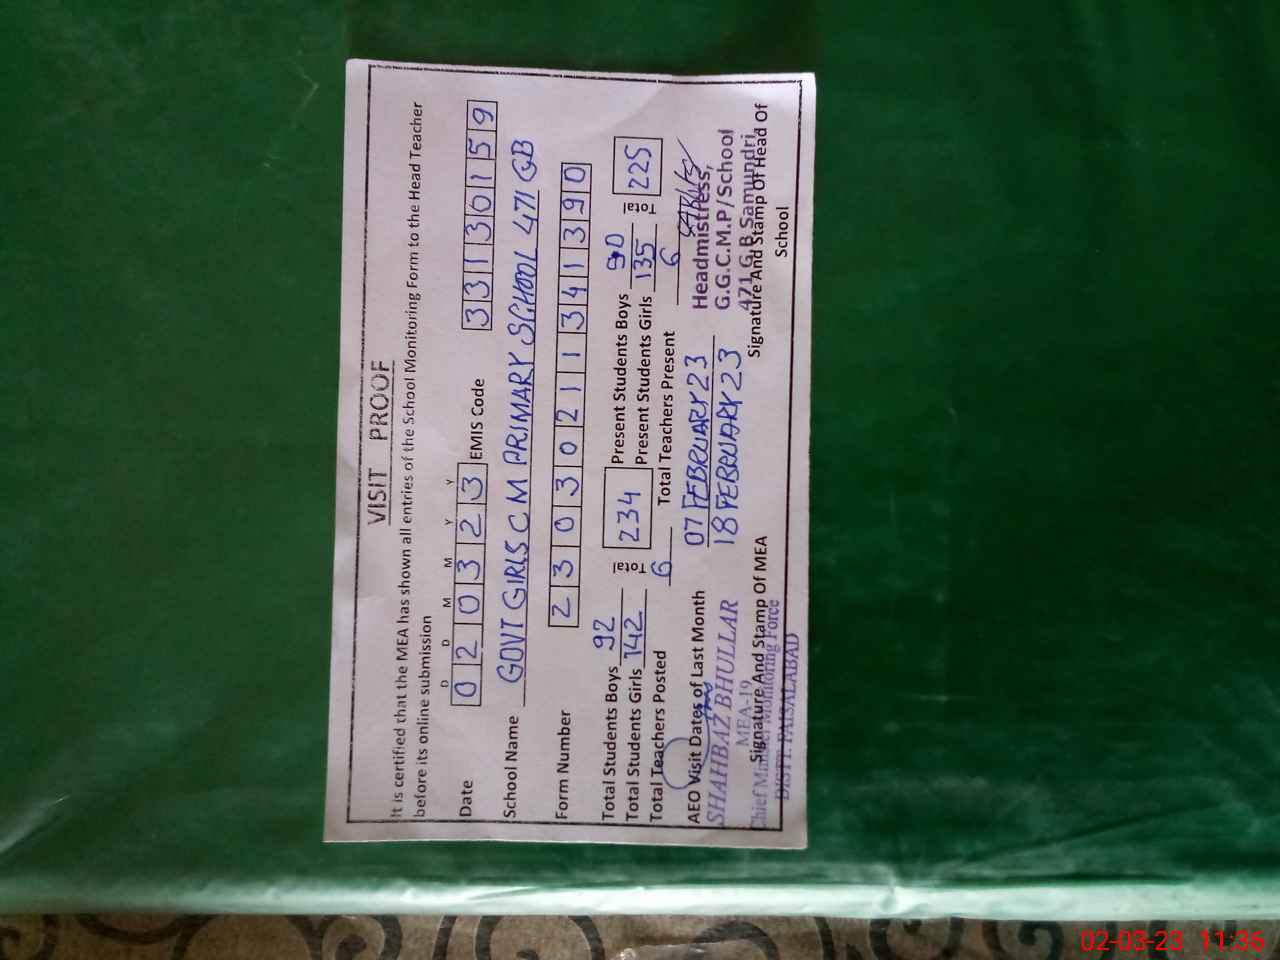 VISIT PROOF
It is certified that the MEA has shown all entries of the School Monitoring Form to the Head Teacher
before its online submission
D D M M Y Y
Date 0 2 0 3 2 3 EMIS Code 3 3 1 3 0 1 5 9
School Name GOVT GIRLS C M PRIMARY SCHOOL 471 GB
Form Number 2 3 0 3 0 2 1 1 3 4 1 3 9 0
Total Students Boys 92 Total 234 Present Students Boys 90 Total 225
Total Students Girls 142 Present Students Girls 135
Total Teachers Posted 6 Total Teachers Present 6
AEO Visit Dates of Last Month 07 FEBRUARY 23
18 FEBRUARY 23
SHAHBAZ BHULLAR
MEA-19
Chief Minister Monitoring Force
DISTT. FAISALABAD
Signature And Stamp Of MEA
Headmistress,
G.G.C.M.P/School
471 G.B Samundri
Signature And Stamp Of Head Of
School
02-03-23 11:36